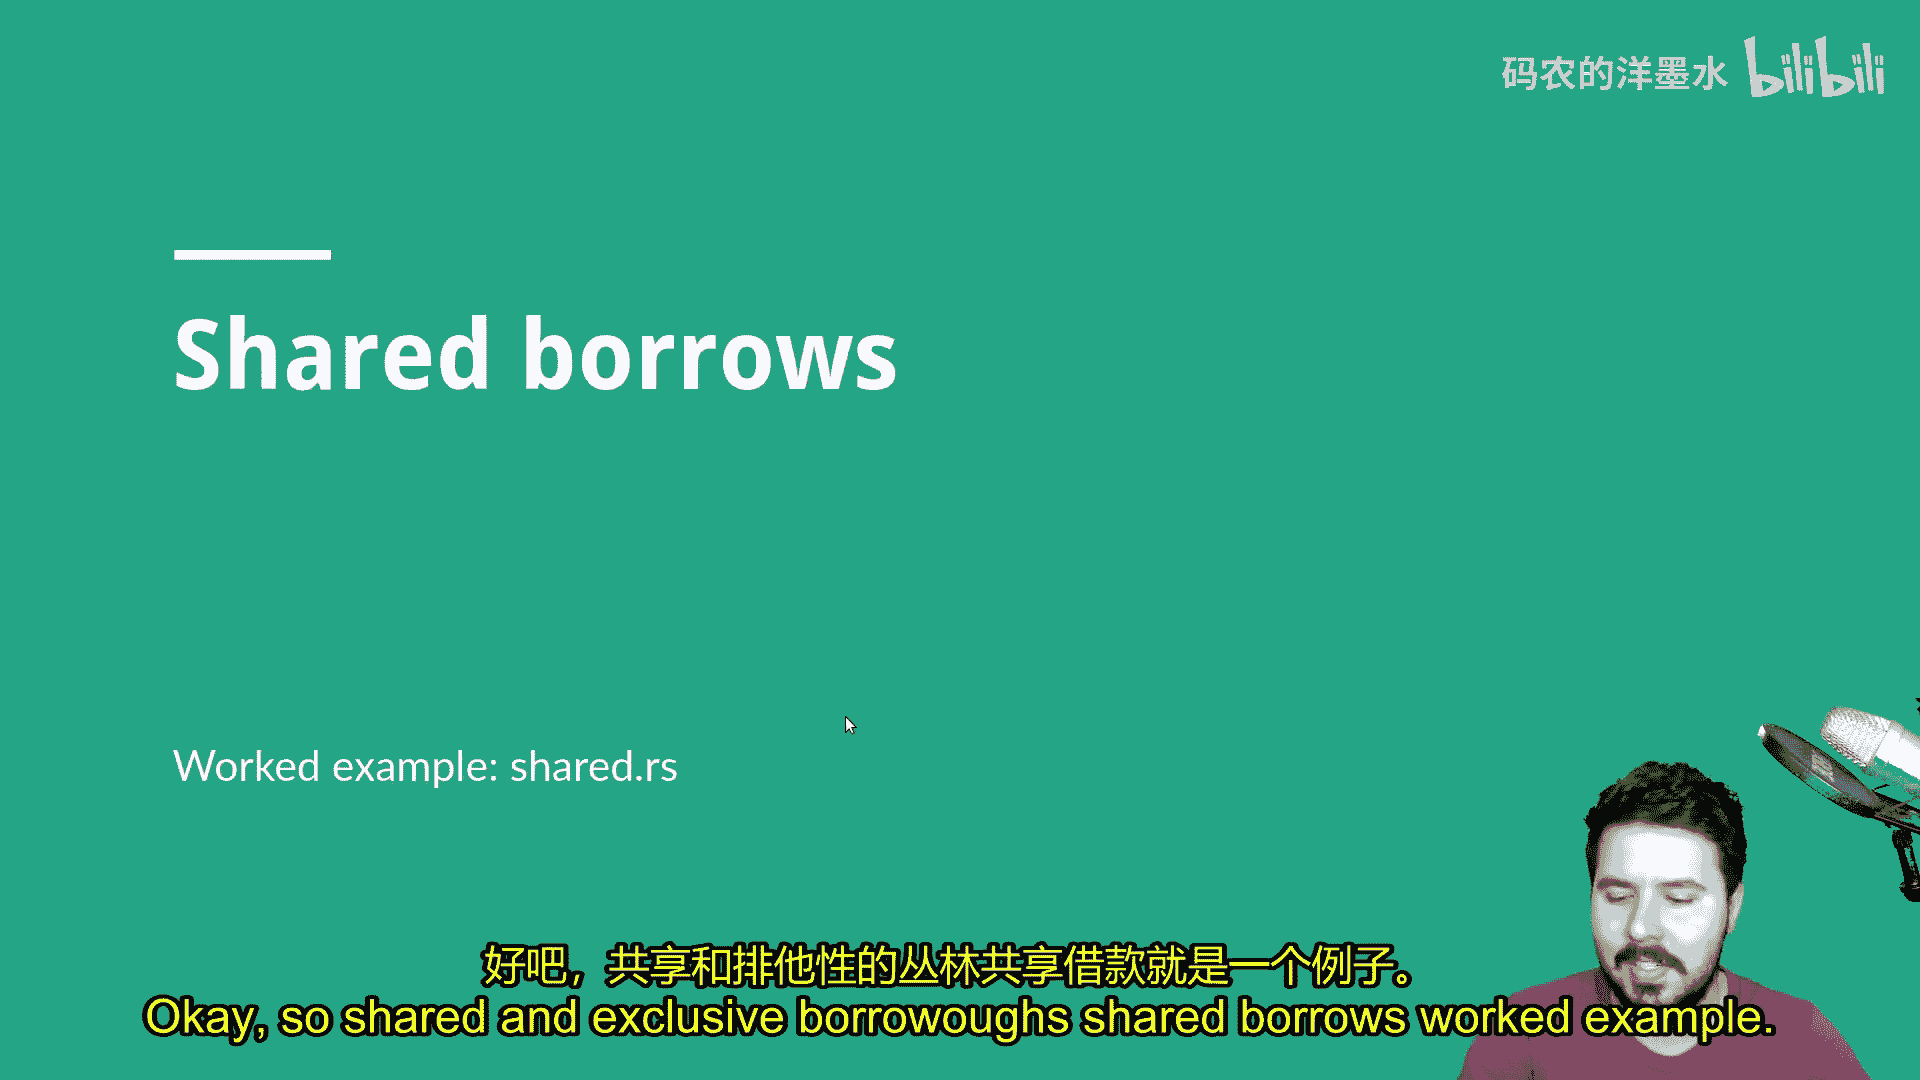 码农的洋墨水 bilibili
Shared borrows
Worked example: shared.rs
好吧，共享和排他性的丛林共享借款就是一个例子。
Okay, so shared and exclusive borrowoughs shared borrows worked example.